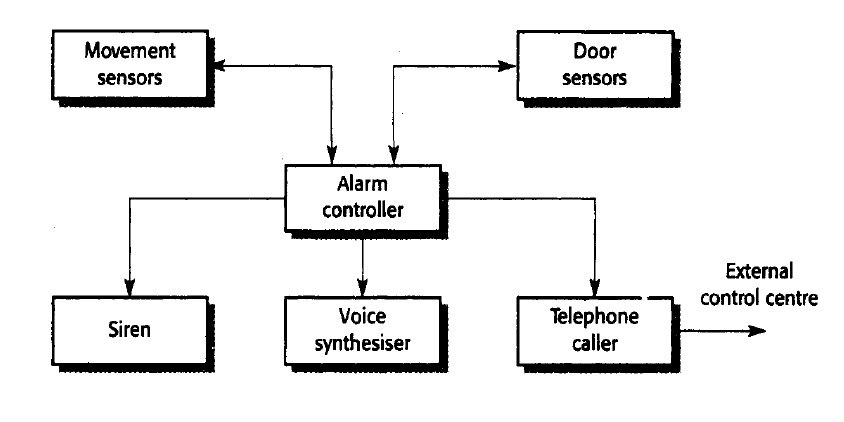 Movement
sensors
Door
sensors
Alarm
controller
Siren
Voice
synthesiser
Telephone
caller
External
control centre